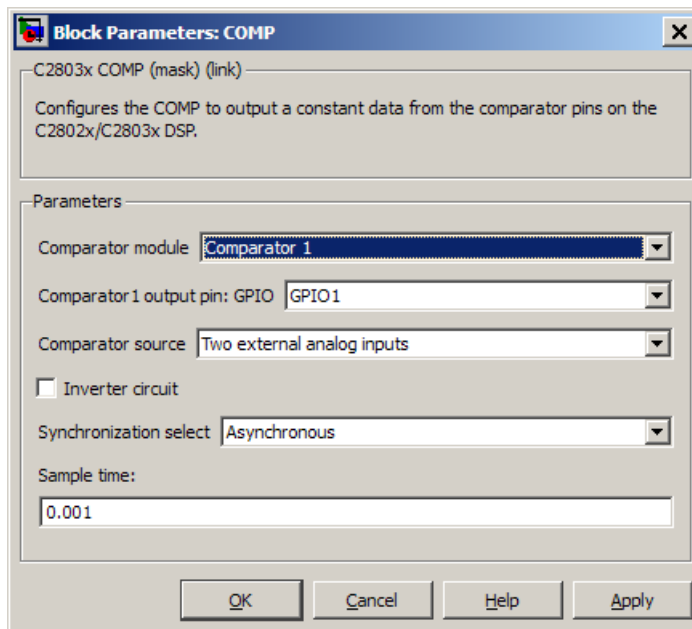 Block Parameters: COMP
C2803x COMP (mask) (link)
Configures the COMP to output a constant data from the comparator pins on the
C2802x/C2803x DSP.
Parameters
Comparator module Comparator 1
Comparator1 output pin: GPIO GPIO1
Comparator source Two external analog inputs
Inverter circuit
Synchronization select Asynchronous
Sample time:
0.001
OK Cancel Help Apply